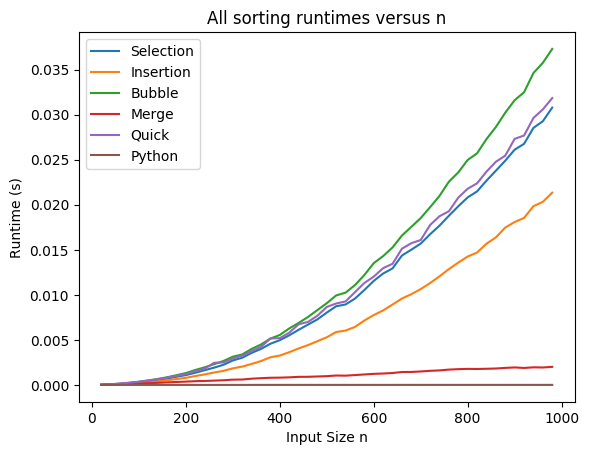 All sorting runtimes versus n
Selection
Insertion
Bubble
Merge
Quick
Python
Runtime (s)
0.035
0.030
0.025
0.020
0.015
0.010
0.005
0.000
0
200
400
600
800
1000
Input Size n